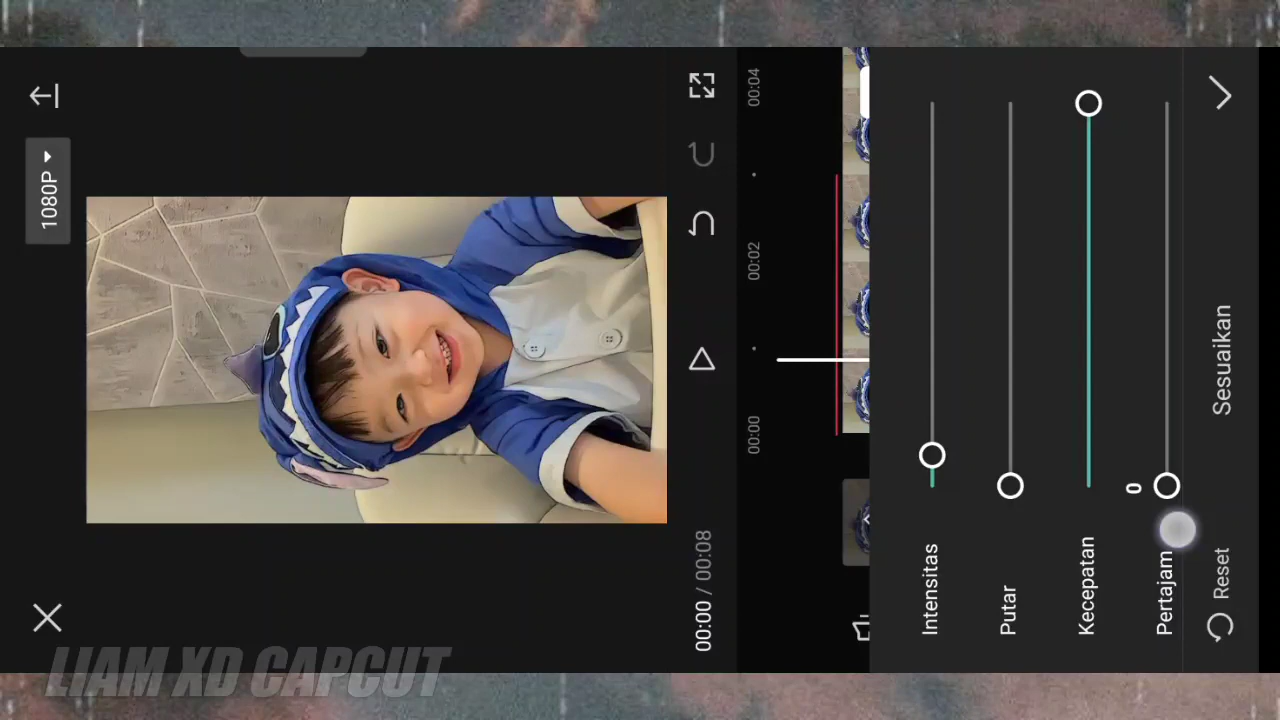 1080P
00:00 / 00:08
00:00
00:02
00:04
Intensitas
Putar
Kecepatan
Pertajam
0
Reset
Sesuaikan
LIAM XD CAPCUT